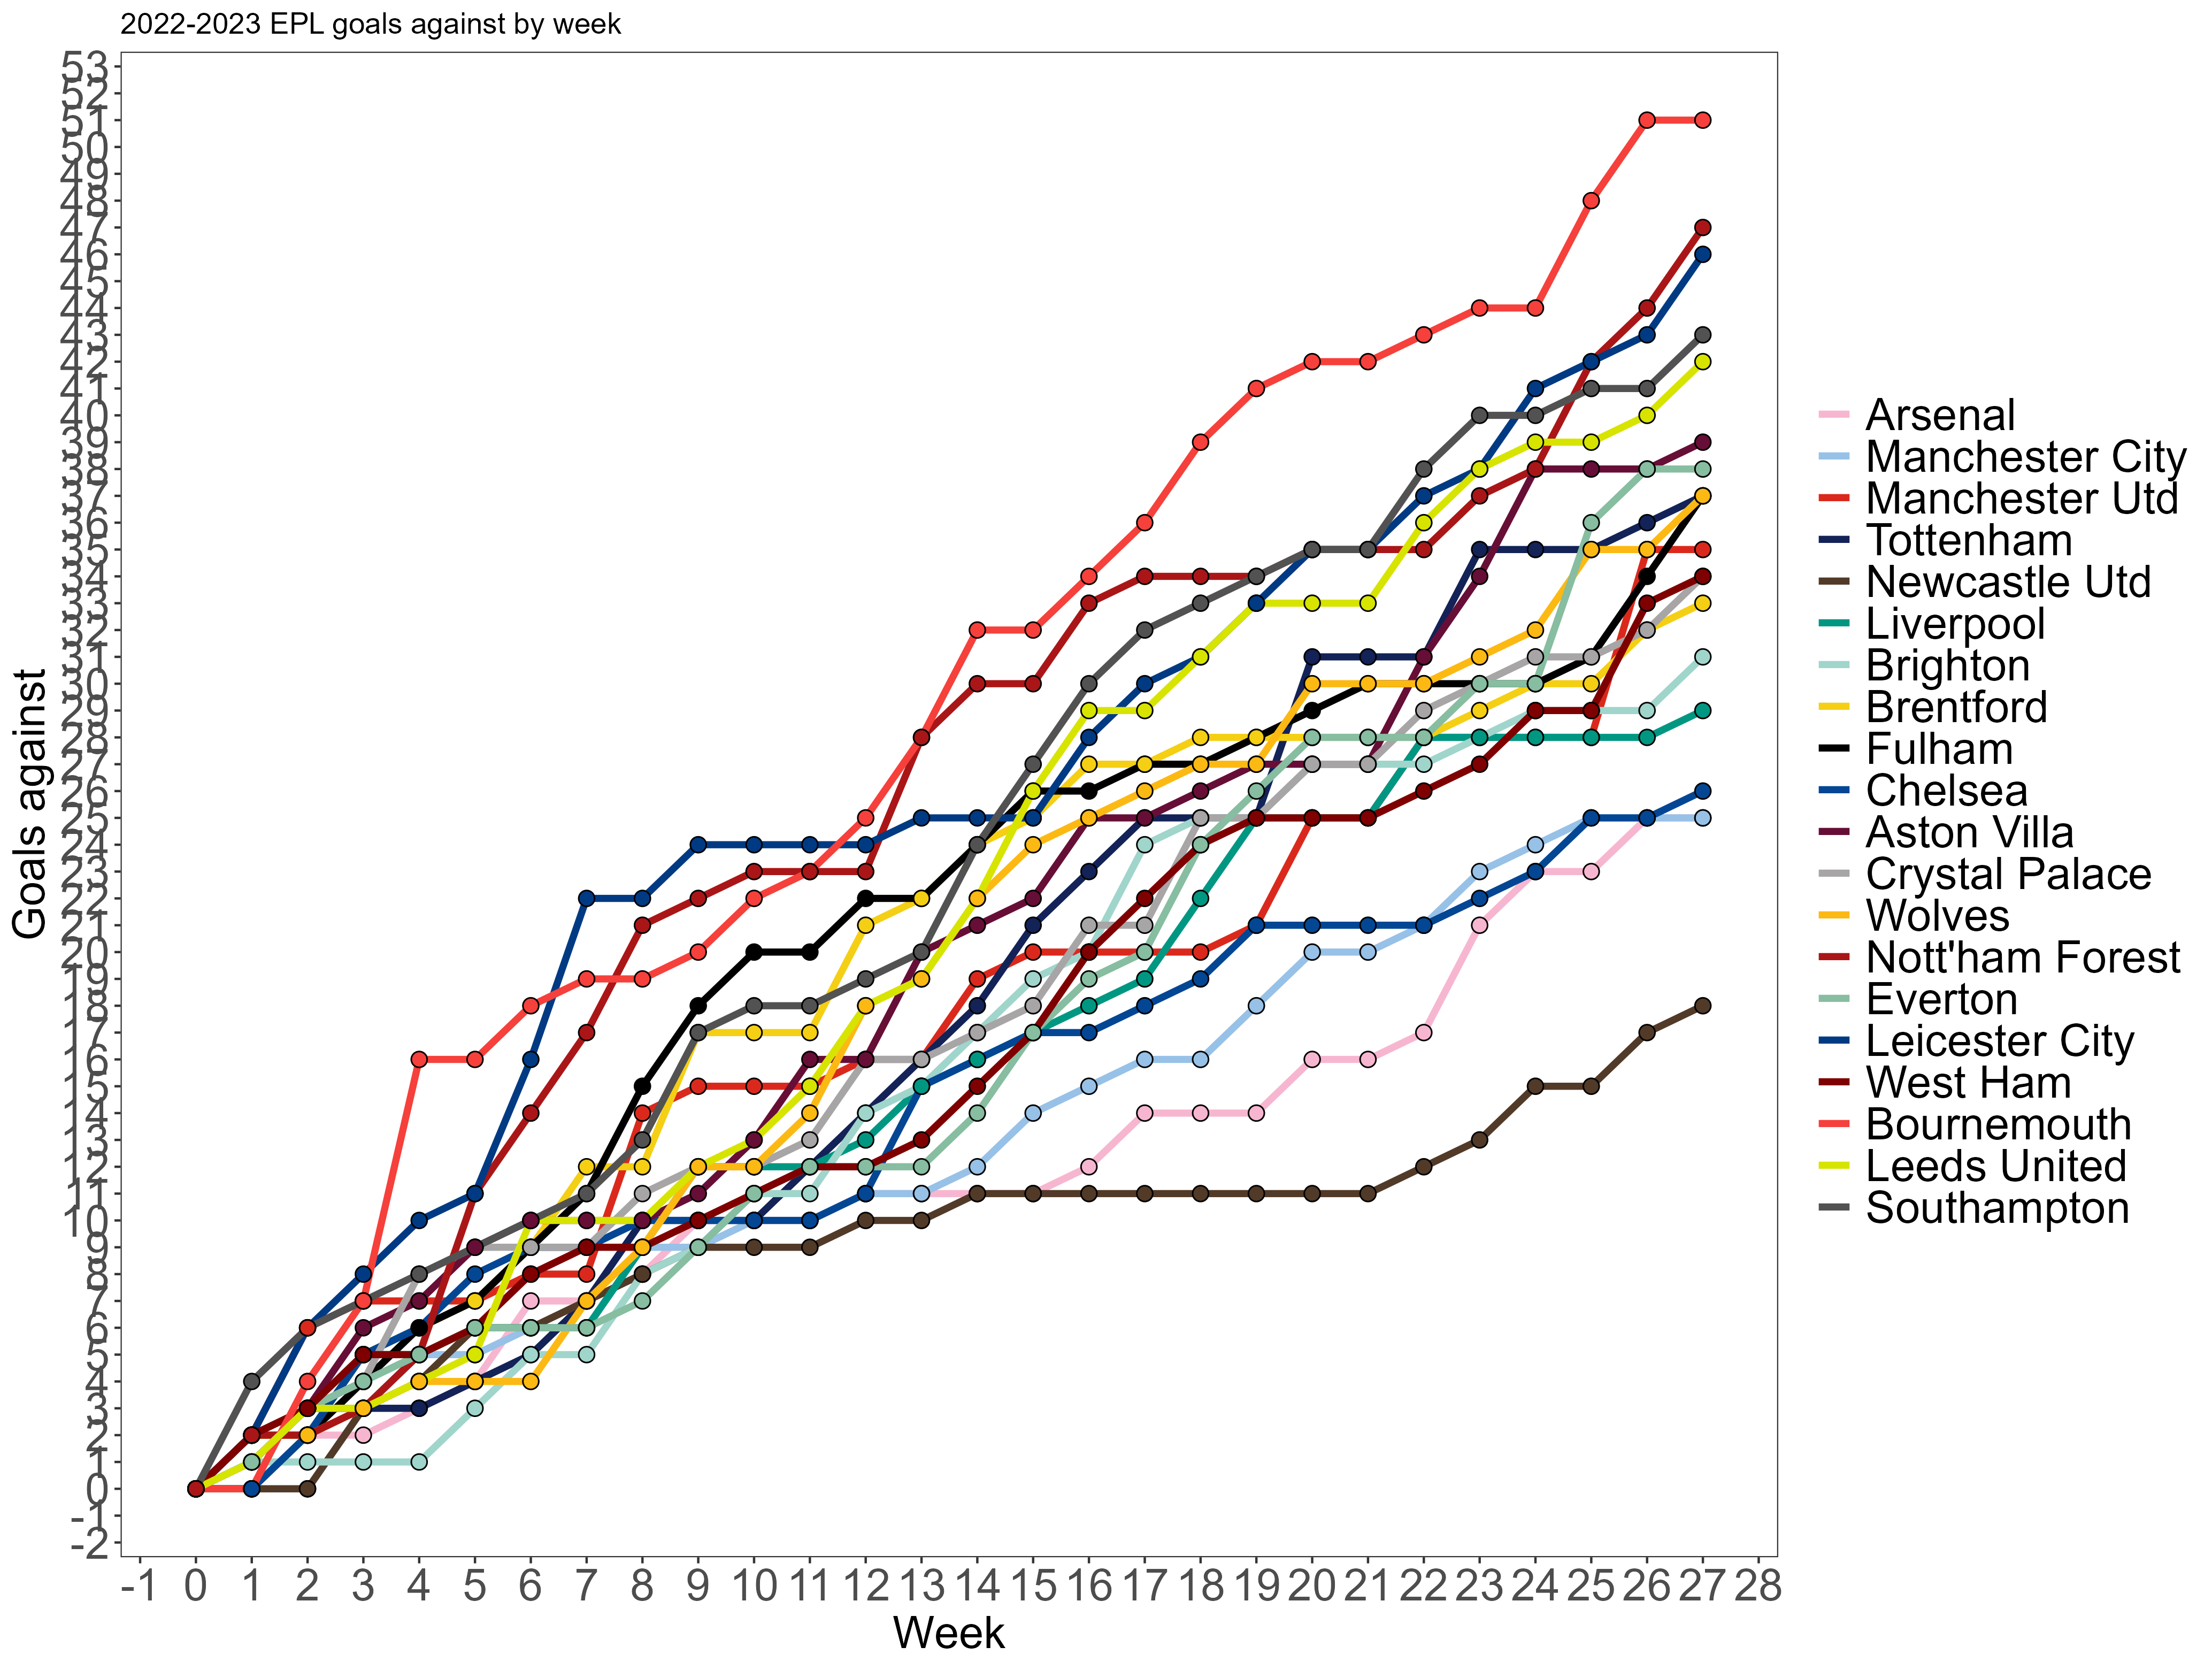 2022-2023 EPL goals against by week
53
52
51
50
49
48
47
46
45
44
43
42
41
40
39
38
37
36
35
34
33
32
31
30
29
28
27
26
25
24
23
22
21
20
19
18
17
16
15
14
13
12
11
10
9
8
7
6
5
4
3
2
1
0
-1
-2
Goals against
-1 0 1 2 3 4 5 6 7 8 9 10 11 12 13 14 15 16 17 18 19 20 21 22 23 24 25 26 27 28
Week
Arsenal
Manchester City
Manchester Utd
Tottenham
Newcastle Utd
Liverpool
Brighton
Brentford
Fulham
Chelsea
Aston Villa
Crystal Palace
Wolves
Nott'ham Forest
Everton
Leicester City
West Ham
Bournemouth
Leeds United
Southampton